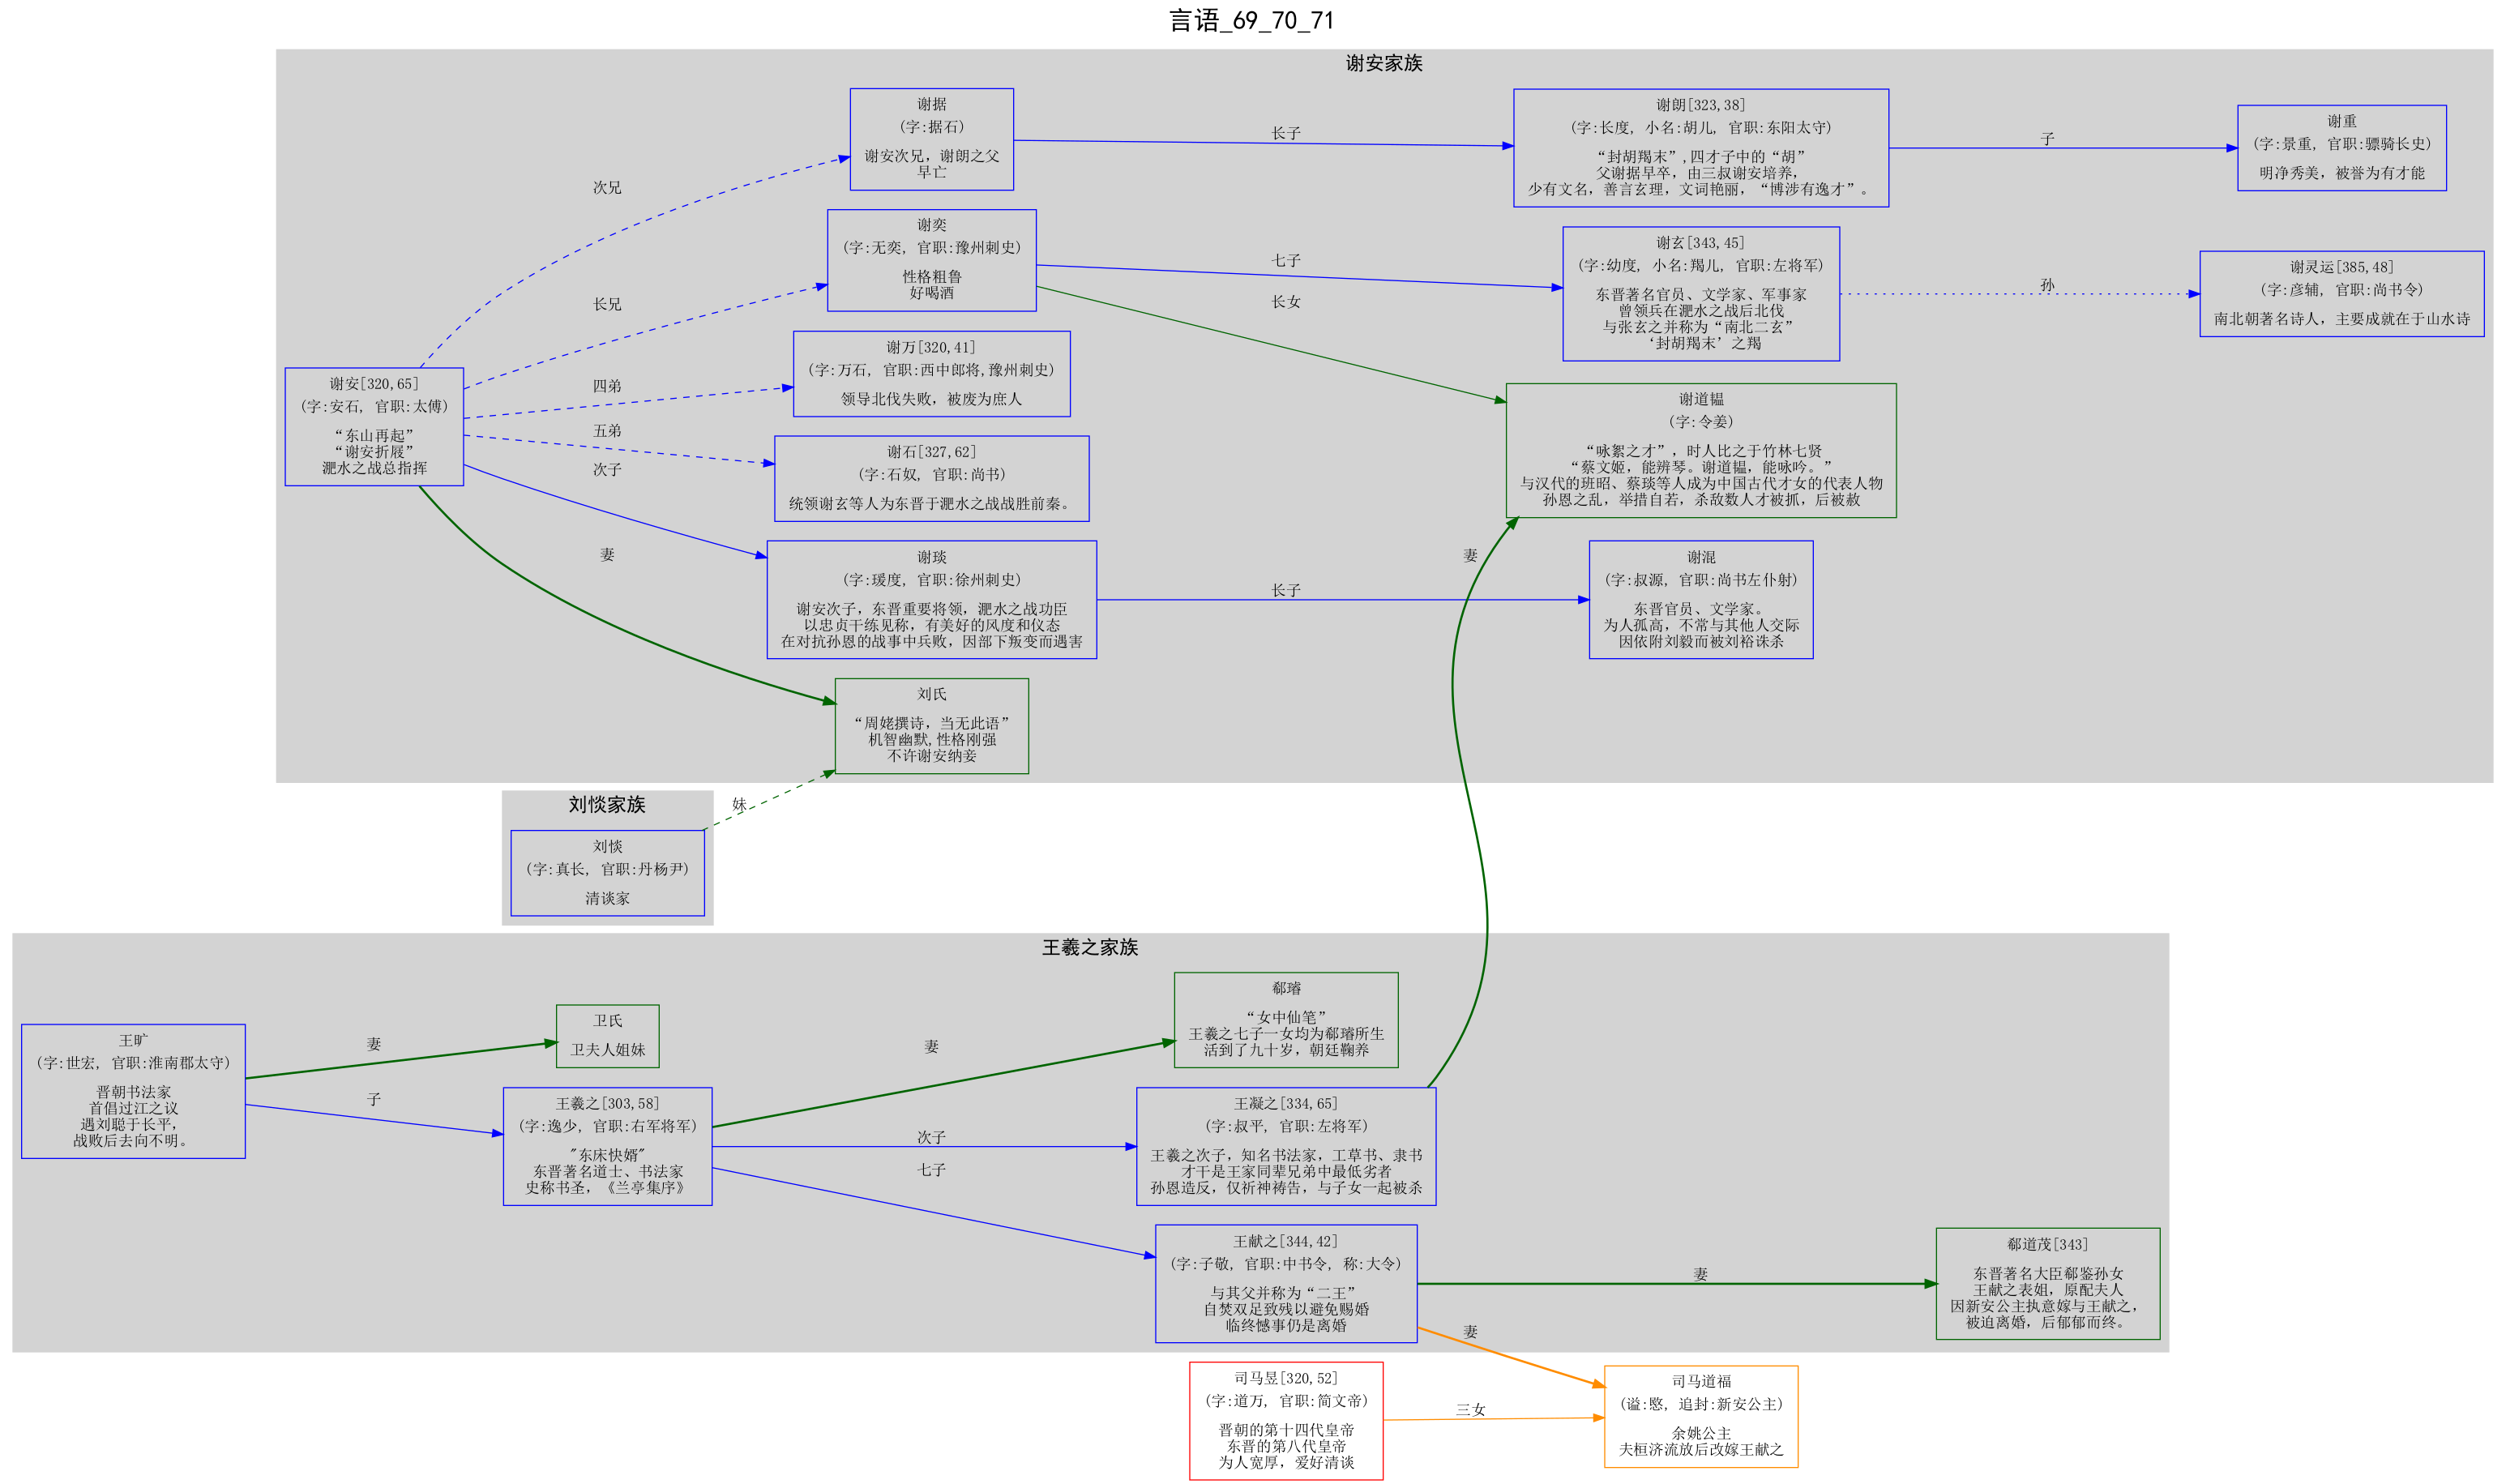 言语_69_70_71
谢安家族
谢安[320,65]
(字:安石, 官职:太傅)
“东山再起”
“谢安折屐”
淝水之战总指挥
次兄
长兄
四弟
五弟
次子
妻
谢据
(字:据石)
谢安次兄，谢朗之父
早亡
长子
谢朗[323,38]
(字:长度, 小名:胡儿, 官职:东阳太守)
“封胡羯末”,四才子中的“胡”
父谢据早卒，由三叔谢安培养，
少有文名，善言玄理，文词艳丽，“博涉有逸才”。
子
谢重
(字:景重, 官职:骠骑长史)
明净秀美，被誉为有才能
谢奕
(字:无奕, 官职:豫州刺史)
性格粗鲁
好喝酒
七子
长女
谢玄[343,45]
(字:幼度, 小名:羯儿, 官职:左将军)
东晋著名官员、文学家、军事家
曾领兵在淝水之战后北伐
与张玄之并称为“南北二玄”
‘封胡羯末’之羯
孙
谢灵运[385,48]
(字:彦辅, 官职:尚书令)
南北朝著名诗人，主要成就在于山水诗
谢万[320,41]
(字:万石, 官职:西中郎将,豫州刺史)
领导北伐失败，被废为庶人
谢道韫
(字:令姜)
“咏絮之才”，时人比之于竹林七贤
“蔡文姬，能辨琴。谢道韫，能咏吟。”
与汉代的班昭、蔡琰等人成为中国古代才女的代表人物
孙恩之乱，举措自若，杀敌数人才被抓，后被赦
谢石[327,62]
(字:石奴, 官职:尚书)
统领谢玄等人为东晋于淝水之战战胜前秦。
谢琰
(字:瑗度, 官职:徐州刺史)
谢安次子，东晋重要将领，淝水之战功臣
以忠贞干练见称，有美好的风度和仪态
在对抗孙恩的战事中兵败，因部下叛变而遇害
长子
妻
谢混
(字:叔源, 官职:尚书左仆射)
东晋官员、文学家。
为人孤高，不常与其他人交际
因依附刘毅而被刘裕诛杀
刘氏
“周姥撰诗，当无此语”
机智幽默,性格刚强
不许谢安纳妾
刘惔家族
妹
刘惔
(字:真长, 官职:丹杨尹)
清谈家
王羲之家族
王旷
(字:世宏, 官职:淮南郡太守)
晋朝书法家
首倡过江之议
遇刘聪于长平，
战败后去向不明。
妻
子
卫氏
卫夫人姐妹
王羲之[303,58]
(字:逸少, 官职:右军将军)
"东床快婿"
东晋著名道士、书法家
史称书圣，《兰亭集序》
妻
次子
七子
郗璿
“女中仙笔”
王羲之七子一女均为郗璿所生
活到了九十岁，朝廷鞠养
王凝之[334,65]
(字:叔平, 官职:左将军)
王羲之次子，知名书法家，工草书、隶书
才干是王家同辈兄弟中最低劣者
孙恩造反，仅祈神祷告，与子女一起被杀
王献之[344,42]
(字:子敬, 官职:中书令, 称:大令)
与其父并称为“二王”
自焚双足致残以避免赐婚
临终憾事仍是离婚
妻
妻
郗道茂[343]
东晋著名大臣郗鉴孙女
王献之表姐，原配夫人
因新安公主执意嫁与王献之，
被迫离婚，后郁郁而终。
司马昱[320,52]
(字:道万, 官职:简文帝)
晋朝的第十四代皇帝
东晋的第八代皇帝
为人宽厚，爱好清谈
三女
司马道福
(谥:愍, 追封:新安公主)
余姚公主
夫桓济流放后改嫁王献之